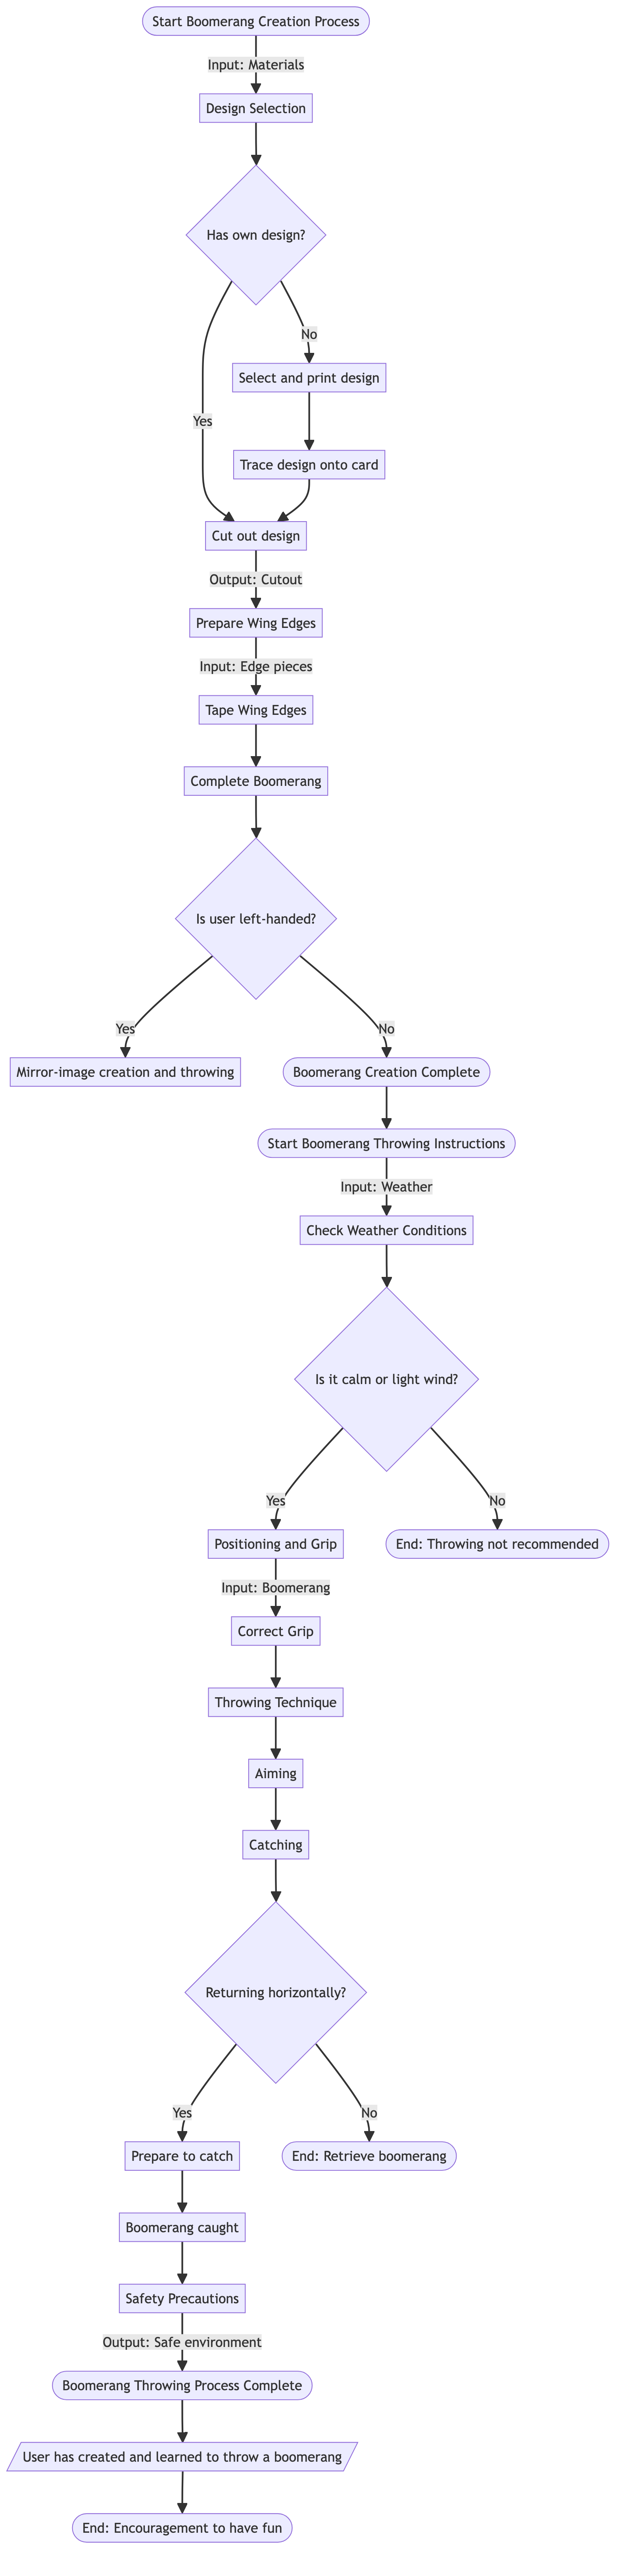 Start Boomerang Creation Process
Input: Materials
Design Selection
Has own design?
No
Select and print design
Yes
Trace design onto card
Cut out design
Output: Cutout
Prepare Wing Edges
Input: Edge pieces
Tape Wing Edges
Complete Boomerang
Is user left-handed?
Yes
No
Mirror-image creation and throwing
Boomerang Creation Complete
Start Boomerang Throwing Instructions
Input: Weather
Check Weather Conditions
Is it calm or light wind?
Yes
No
Positioning and Grip
End: Throwing not recommended
Input: Boomerang
Correct Grip
Throwing Technique
Aiming
Catching
Returning horizontally?
Yes
No
Prepare to catch
End: Retrieve boomerang
Boomerang caught
Safety Precautions
Output: Safe environment
Boomerang Throwing Process Complete
User has created and learned to throw a boomerang
End: Encouragement to have fun